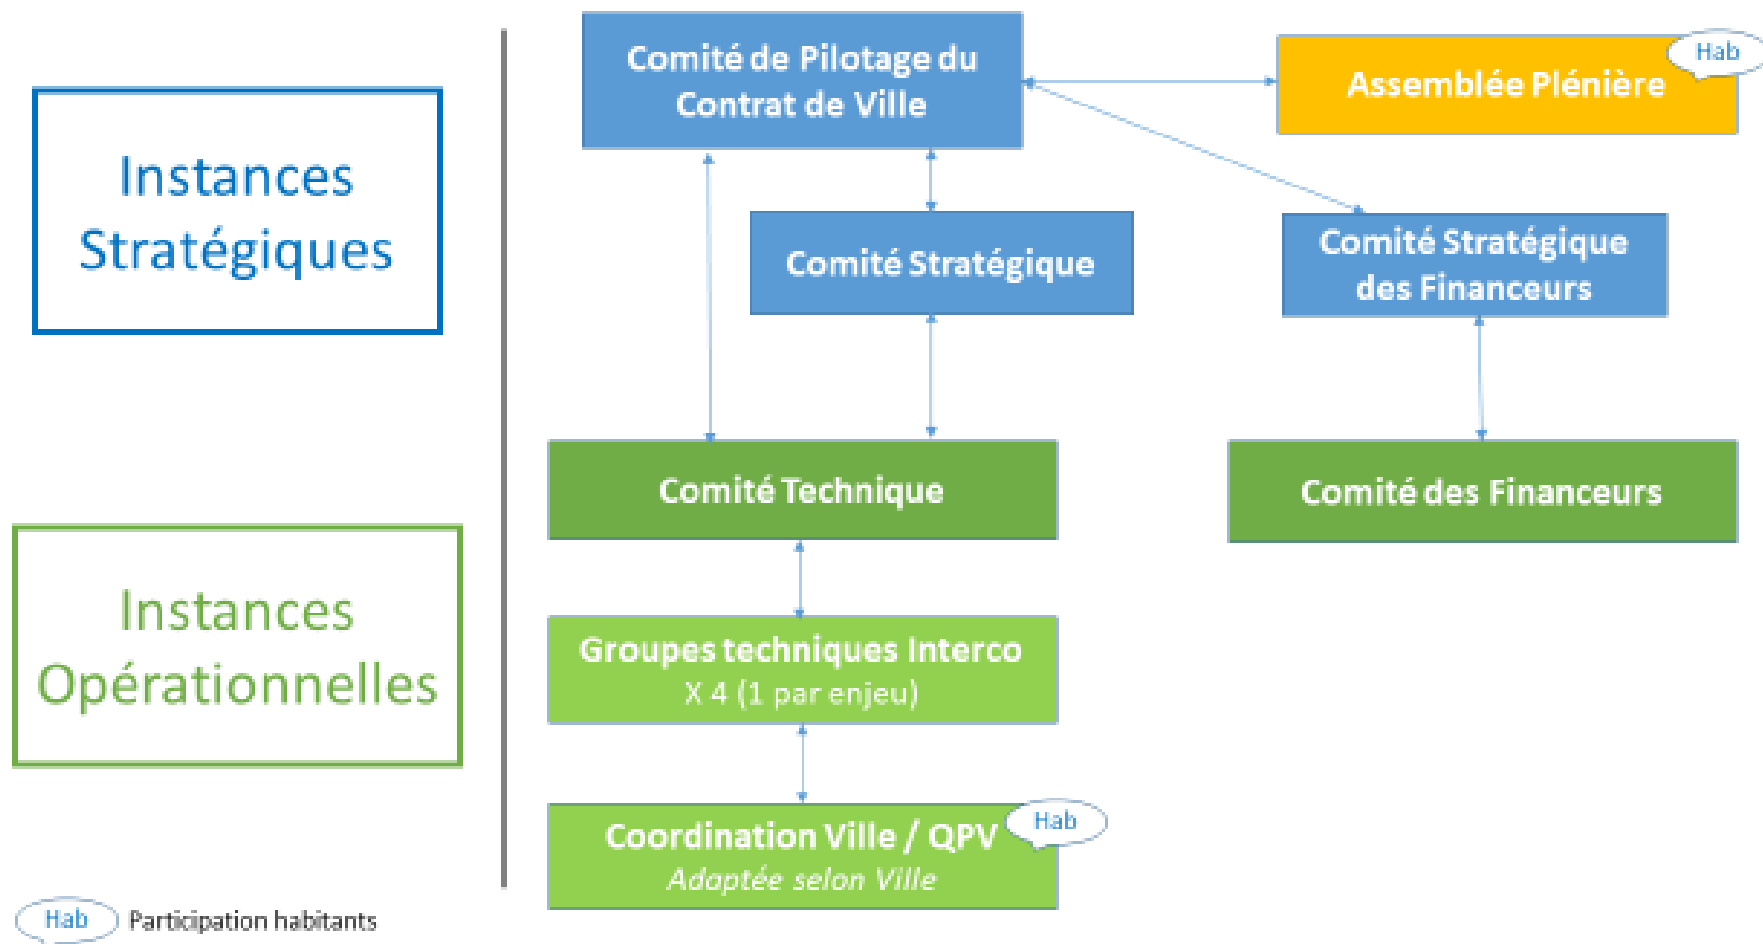 Instances
Stratégiques
Comité de Pilotage du
Contrat de Ville
Assemblée Plénière
Hab
Comité Stratégique
Comité Stratégique
des Financeurs
Instances
Opérationnelles
Comité Technique
Comité des Financeurs
Groupes techniques Interco
X 4 (1 par enjeu)
Coordination Ville / QPV
Adaptée selon Ville
Hab
Hab Participation habitants